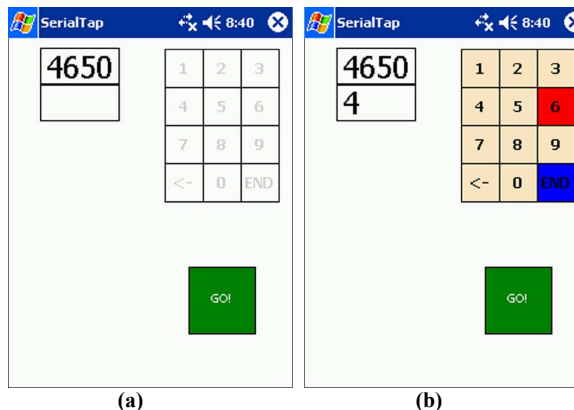 SerialTap 8:40
4650
1 2 3
4 5 6
7 8 9
<- 0 END
GO!
(a)
SerialTap 8:40
4650
4
1 2 3
4 5 6
7 8 9
<- 0 END
GO!
(b)